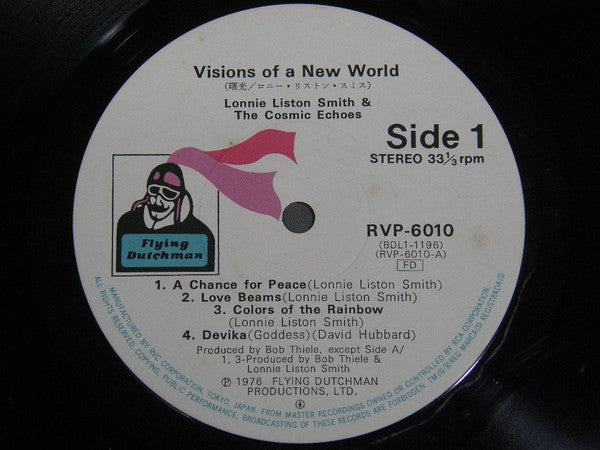 Visions of a New World
(曙光/ロニー・リストン・スミス)
Lonnie Liston Smith &
The Cosmic Echoes
Side 1
STEREO 33⅓rpm
Flying
Dutchman
RVP-6010
(BDL1-1196)
(RVP-6010-A)
FD
1. A Chance for Peace(Lonnie Liston Smith)
2. Love Beams(Lonnie Liston Smith)
3. Colors of the Rainbow
(Lonnie Liston Smith)
4. Devika(Goddess)(David Hubbard)
Produced by Bob Thiele, except Side A/
1. 3-Produced by Bob Thiele &
Lonnie Liston Smith
℗ 1976 FLYING DUTCHMAN
PRODUCTIONS, LTD.
④
MANUFACTURED BY RVC CORPORATION, TOKYO, JAPAN. FROM MASTER RECORDINGS OWNED OR CONTROLLED BY RCA CORPORATION.
ALL RIGHTS RESERVED, COPYING, PUBLIC PERFORMANCE, BROADCASTING OF THESE RECORDS ARE FORBIDDEN. TM(S)®REG MARCA(S) REGISTRADA(S)